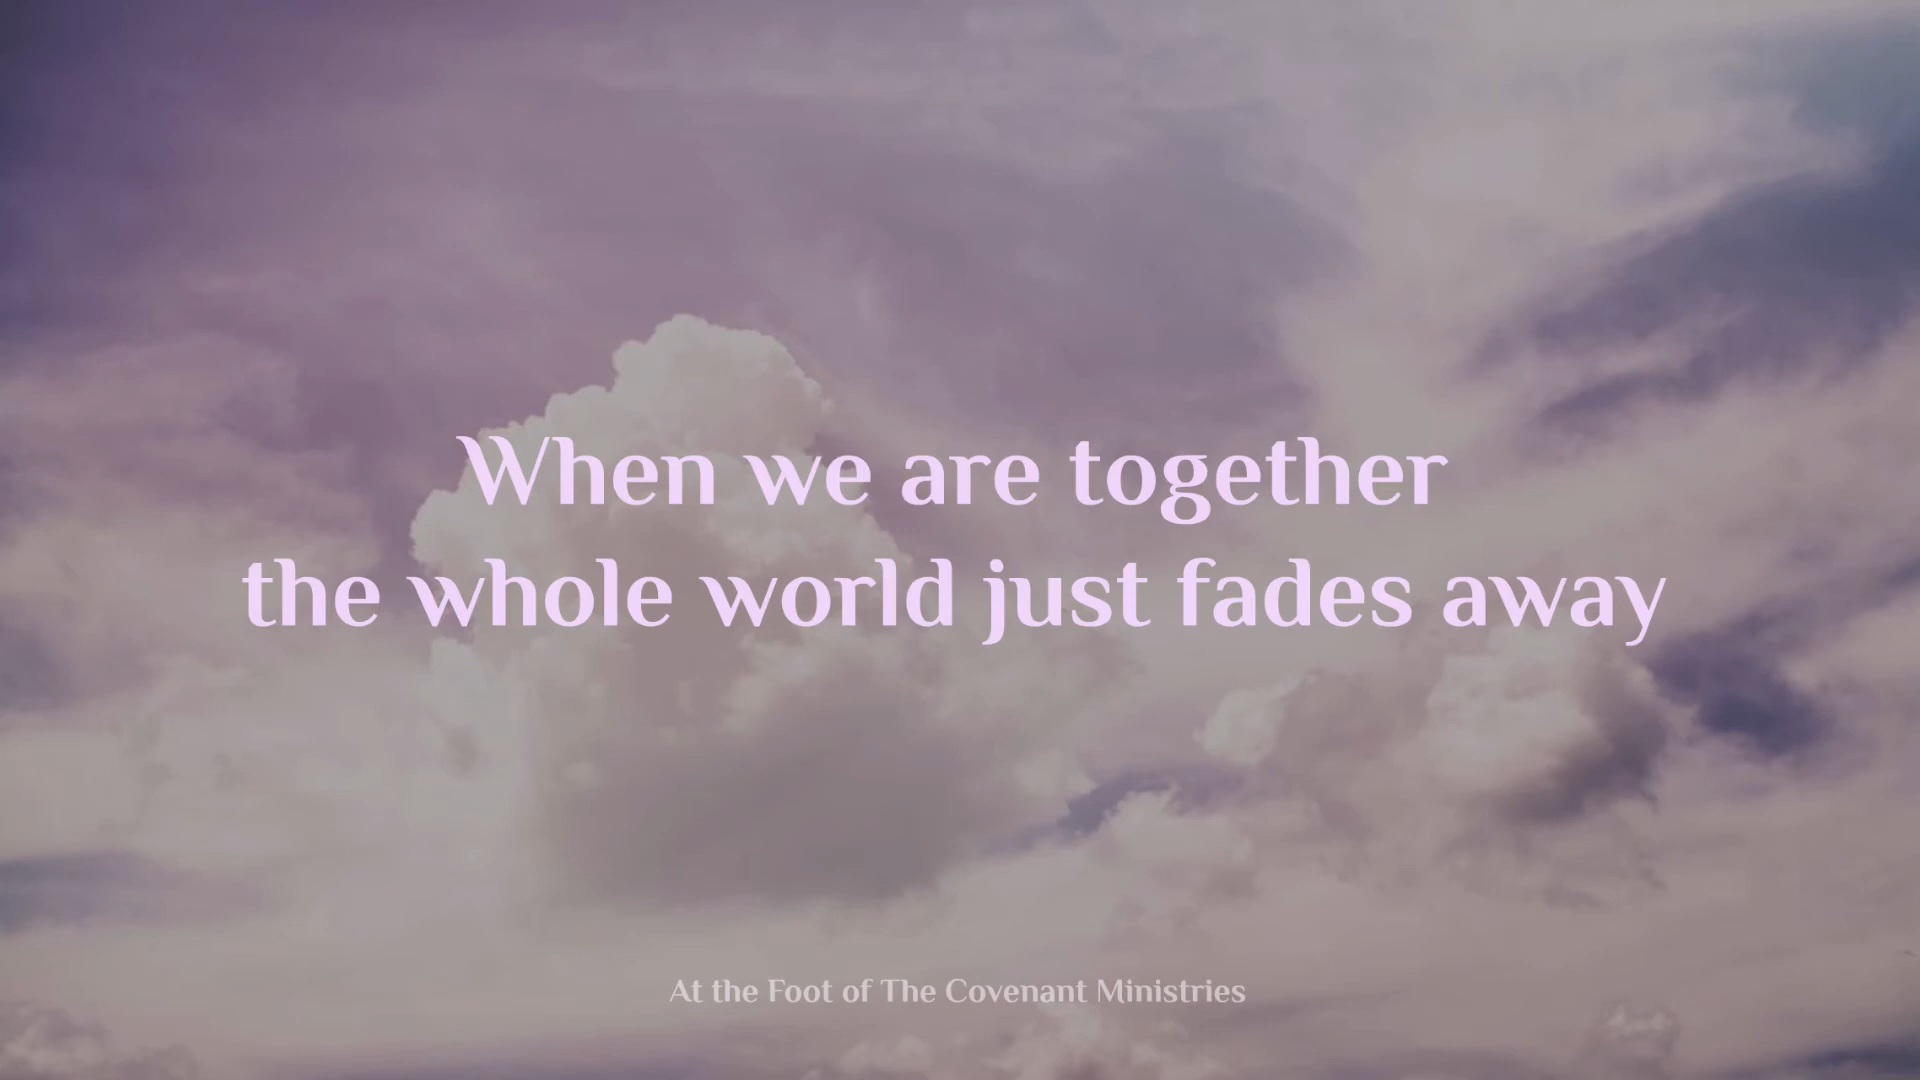 When we are together
the whole world just fades away
At the Foot of The Covenant Ministries